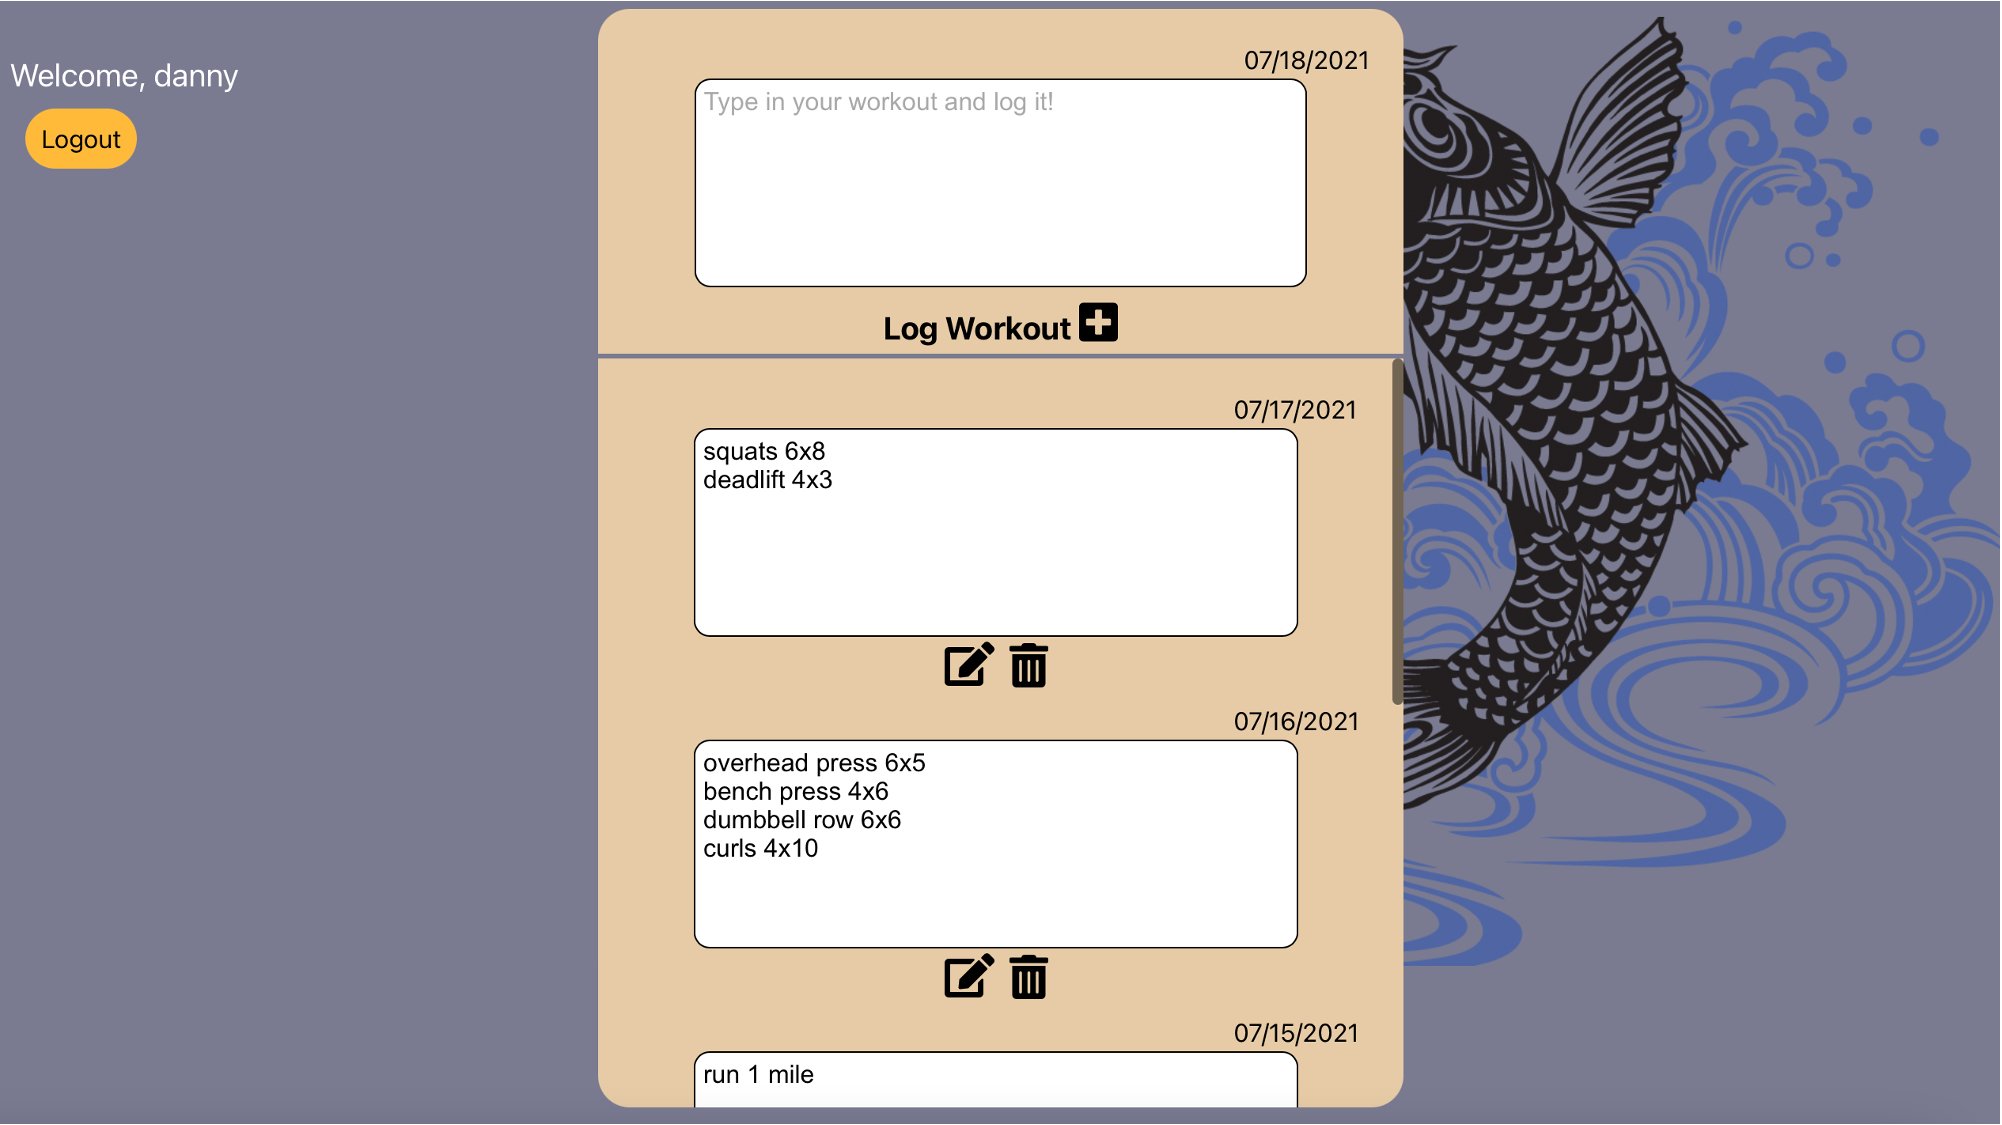 Welcome, danny
Logout
07/18/2021
Type in your workout and log it!
Log Workout
07/17/2021
squats 6x8
deadlift 4x3
07/16/2021
overhead press 6x5
bench press 4x6
dumbbell row 6x6
curls 4x10
07/15/2021
run 1 mile